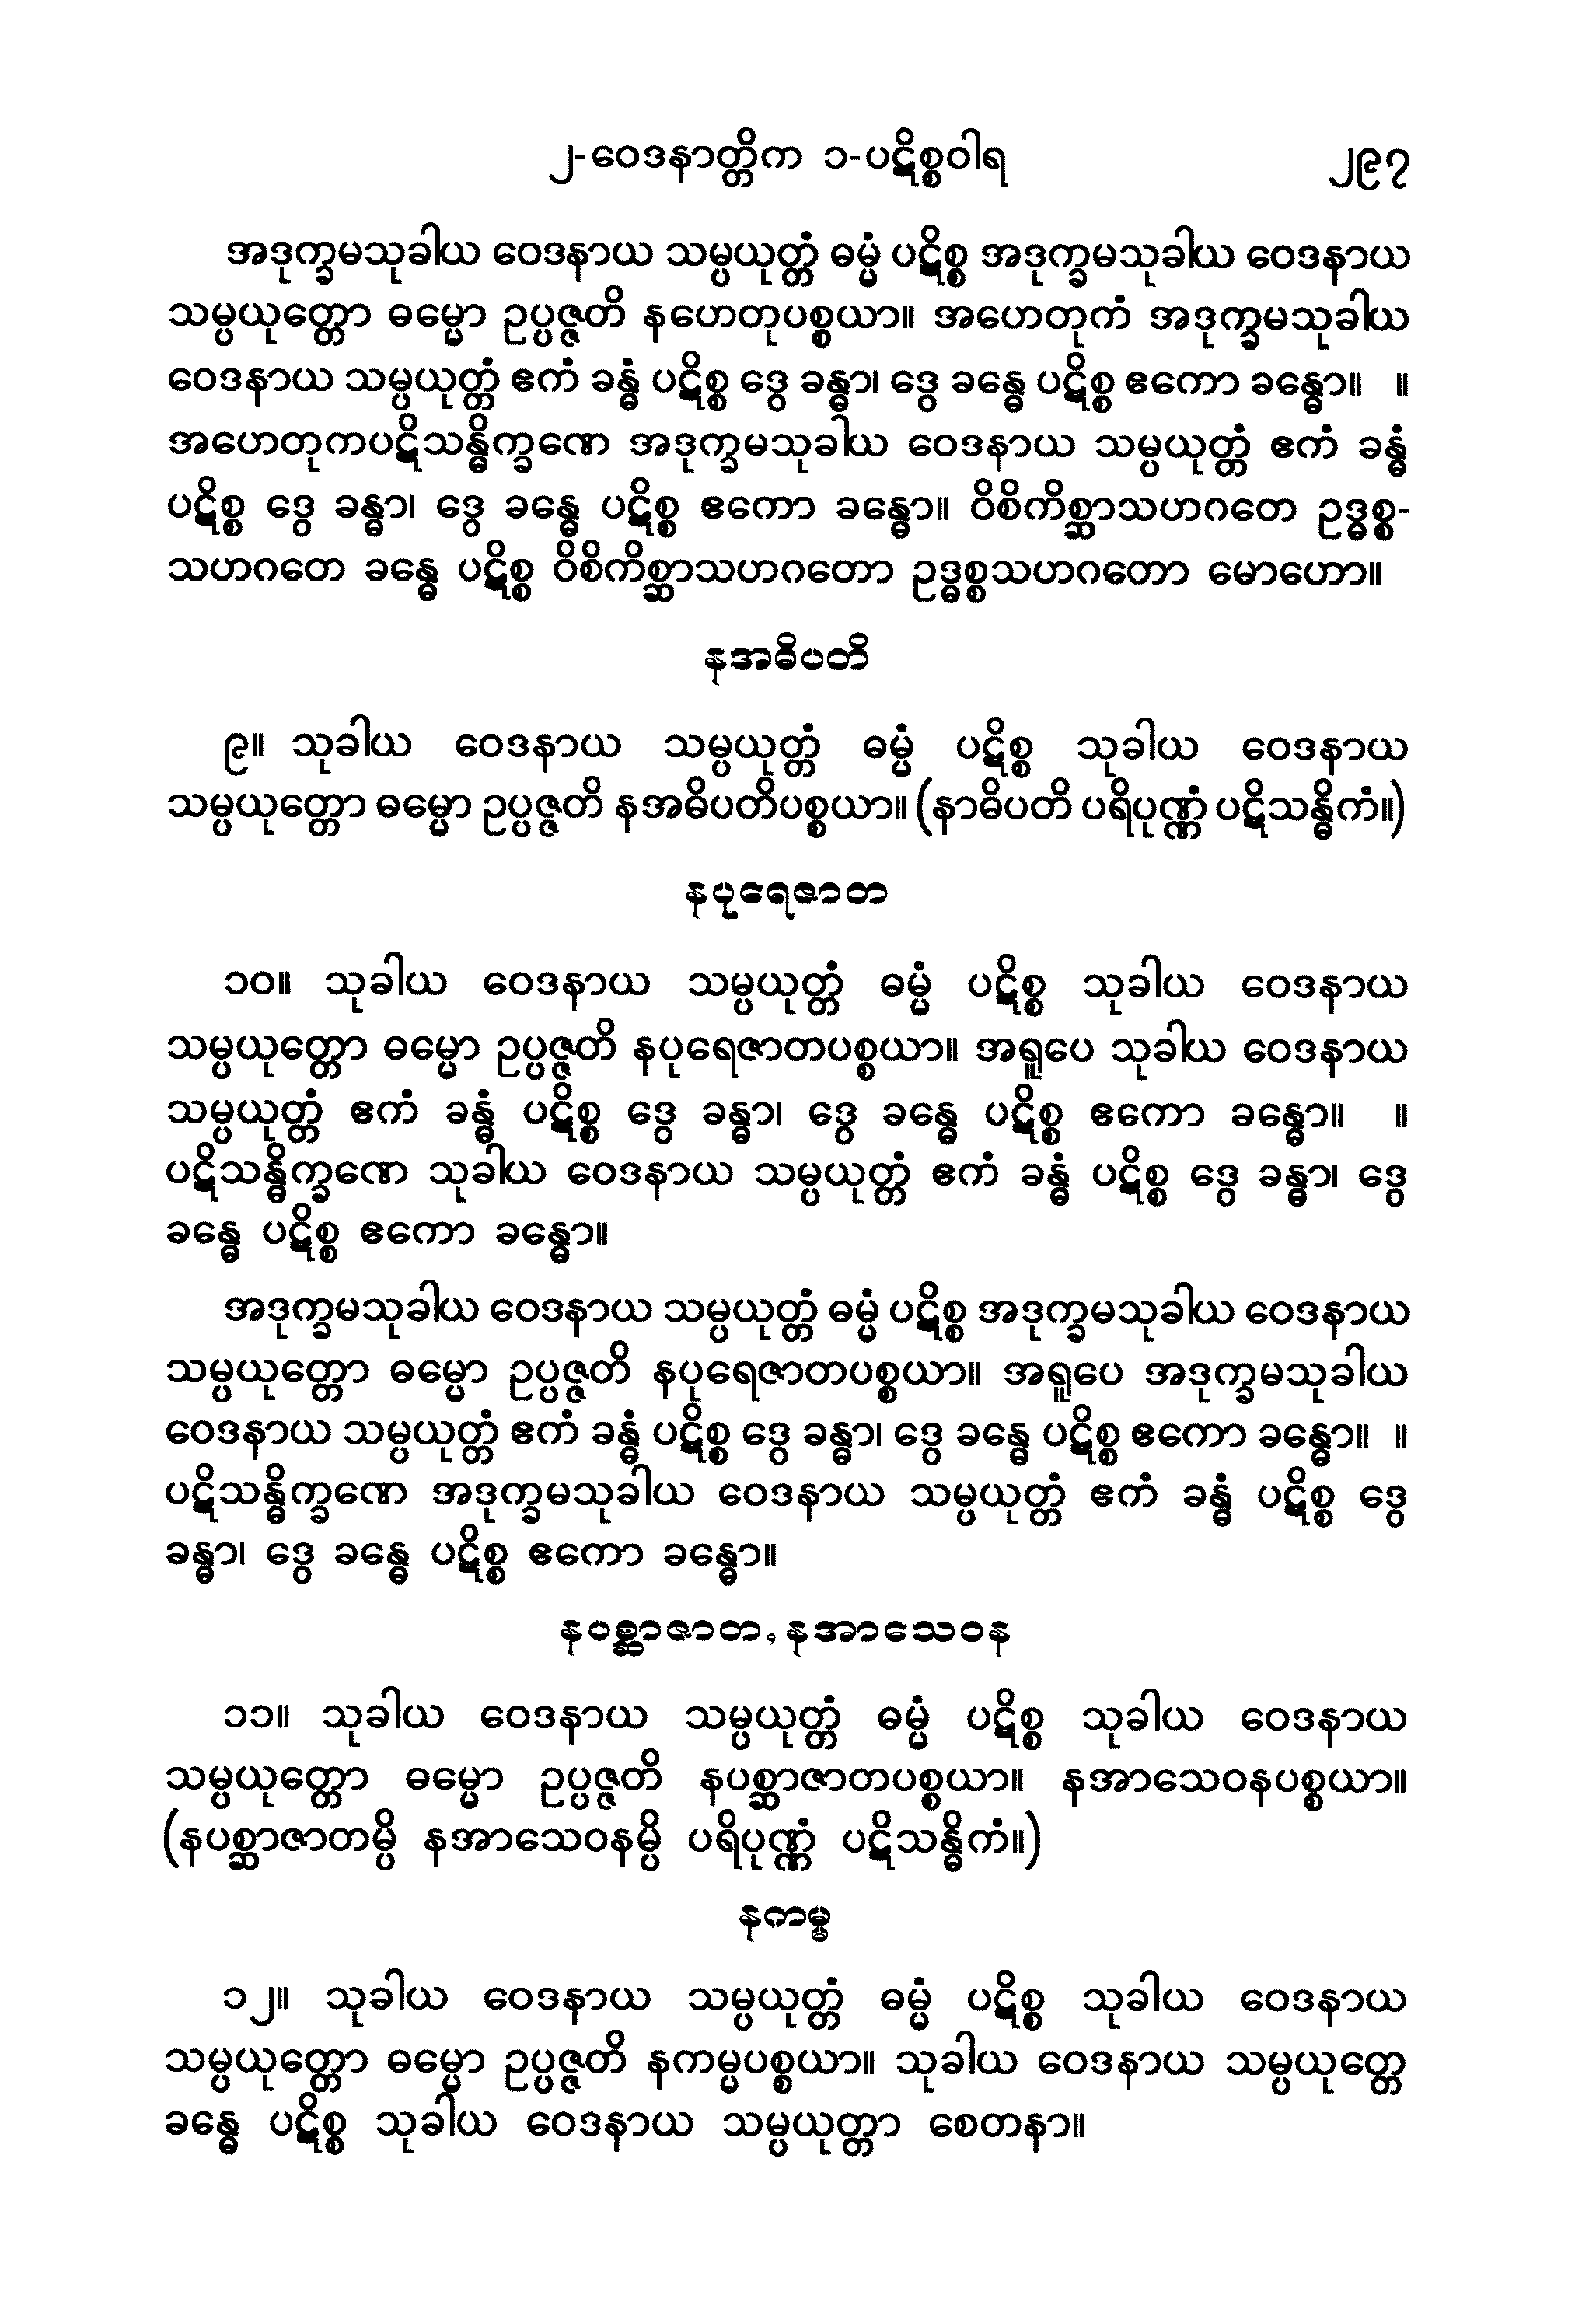 ၂-ဝေဒနာတ္တိက ၁-ပဋိစ္စဝါရ ၂၉၇
အဒုက္ခမသုခါယ ဝေဒနာယ သမ္ပယုတ္တံ ဓမ္မံ ပဋိစ္စ အဒုက္ခမသုခါယ ဝေဒနာယ
သမ္ပယုတ္တော ဓမ္မော ဥပ္ပဇ္ဇတိ နဟေတုပစ္စယာ။ အဟေတုကံ အဒုက္ခမသုခါယ
ဝေဒနာယ သမ္ပယုတ္တံ ဧကံ ခန္ဓံ ပဋိစ္စ ဒွေ ခန္ဓာ၊ ဒွေ ခန္ဓေ ပဋိစ္စ ဧကော ခန္ဓော။ ။
အဟေတုကပဋိသန္ဓိက္ခဏေ အဒုက္ခမသုခါယ ဝေဒနာယ သမ္ပယုတ္တံ ဧကံ ခန္ဓံ
ပဋိစ္စ ဒွေ ခန္ဓာ၊ ဒွေ ခန္ဓေ ပဋိစ္စ ဧကော ခန္ဓော။ ဝိစိကိစ္ဆာသဟဂတေ ဥဒ္ဓစ္စ-
သဟဂတေ ခန္ဓေ ပဋိစ္စ ဝိစိကိစ္ဆာသဟဂတော ဥဒ္ဓစ္စသဟဂတော မောဟော။
နအဓိပတိ
၉။ သုခါယ ဝေဒနာယ သမ္ပယုတ္တံ ဓမ္မံ ပဋိစ္စ သုခါယ ဝေဒနာယ
သမ္ပယုတ္တော ဓမ္မော ဥပ္ပဇ္ဇတိ နအဓိပတိပစ္စယာ။ (နာဓိပတိ ပရိပုဏ္ဏံ ပဋိသန္ဓိကံ။)
နပုရေဇာတ
၁၀။ သုခါယ ဝေဒနာယ သမ္ပယုတ္တံ ဓမ္မံ ပဋိစ္စ သုခါယ ဝေဒနာယ
သမ္ပယုတ္တော ဓမ္မော ဥပ္ပဇ္ဇတိ နပုရေဇာတပစ္စယာ။ အရူပေ သုခါယ ဝေဒနာယ
သမ္ပယုတ္တံ ဧကံ ခန္ဓံ ပဋိစ္စ ဒွေ ခန္ဓာ၊ ဒွေ ခန္ဓေ ပဋိစ္စ ဧကော ခန္ဓော။ ။
ပဋိသန္ဓိက္ခဏေ သုခါယ ဝေဒနာယ သမ္ပယုတ္တံ ဧကံ ခန္ဓံ ပဋိစ္စ ဒွေ ခန္ဓာ၊ ဒွေ
ခန္ဓေ ပဋိစ္စ ဧကော ခန္ဓော။
အဒုက္ခမသုခါယ ဝေဒနာယ သမ္ပယုတ္တံ ဓမ္မံ ပဋိစ္စ အဒုက္ခမသုခါယ ဝေဒနာယ
သမ္ပယုတ္တော ဓမ္မော ဥပ္ပဇ္ဇတိ နပုရေဇာတပစ္စယာ။ အရူပေ အဒုက္ခမသုခါယ
ဝေဒနာယ သမ္ပယုတ္တံ ဧကံ ခန္ဓံ ပဋိစ္စ ဒွေ ခန္ဓာ၊ ဒွေ ခန္ဓေ ပဋိစ္စ ဧကော ခန္ဓော။ ။
ပဋိသန္ဓိက္ခဏေ အဒုက္ခမသုခါယ ဝေဒနာယ သမ္ပယုတ္တံ ဧကံ ခန္ဓံ ပဋိစ္စ ဒွေ
ခန္ဓာ၊ ဒွေ ခန္ဓေ ပဋိစ္စ ဧကော ခန္ဓော။
နပစ္ဆာဇာတ,နအာသေဝန
၁၁။ သုခါယ ဝေဒနာယ သမ္ပယုတ္တံ ဓမ္မံ ပဋိစ္စ သုခါယ ဝေဒနာယ
သမ္ပယုတ္တော ဓမ္မော ဥပ္ပဇ္ဇတိ နပစ္ဆာဇာတပစ္စယာ။ နအာသေဝနပစ္စယာ။
(နပစ္ဆာဇာတမ္ပိ နအာသေဝနမ္ပိ ပရိပုဏ္ဏံ ပဋိသန္ဓိကံ။)
နကမ္မ
၁၂။ သုခါယ ဝေဒနာယ သမ္ပယုတ္တံ ဓမ္မံ ပဋိစ္စ သုခါယ ဝေဒနာယ
သမ္ပယုတ္တော ဓမ္မော ဥပ္ပဇ္ဇတိ နကမ္မပစ္စယာ။ သုခါယ ဝေဒနာယ သမ္ပယုတ္တေ
ခန္ဓေ ပဋိစ္စ သုခါယ ဝေဒနာယ သမ္ပယုတ္တာ စေတနာ။